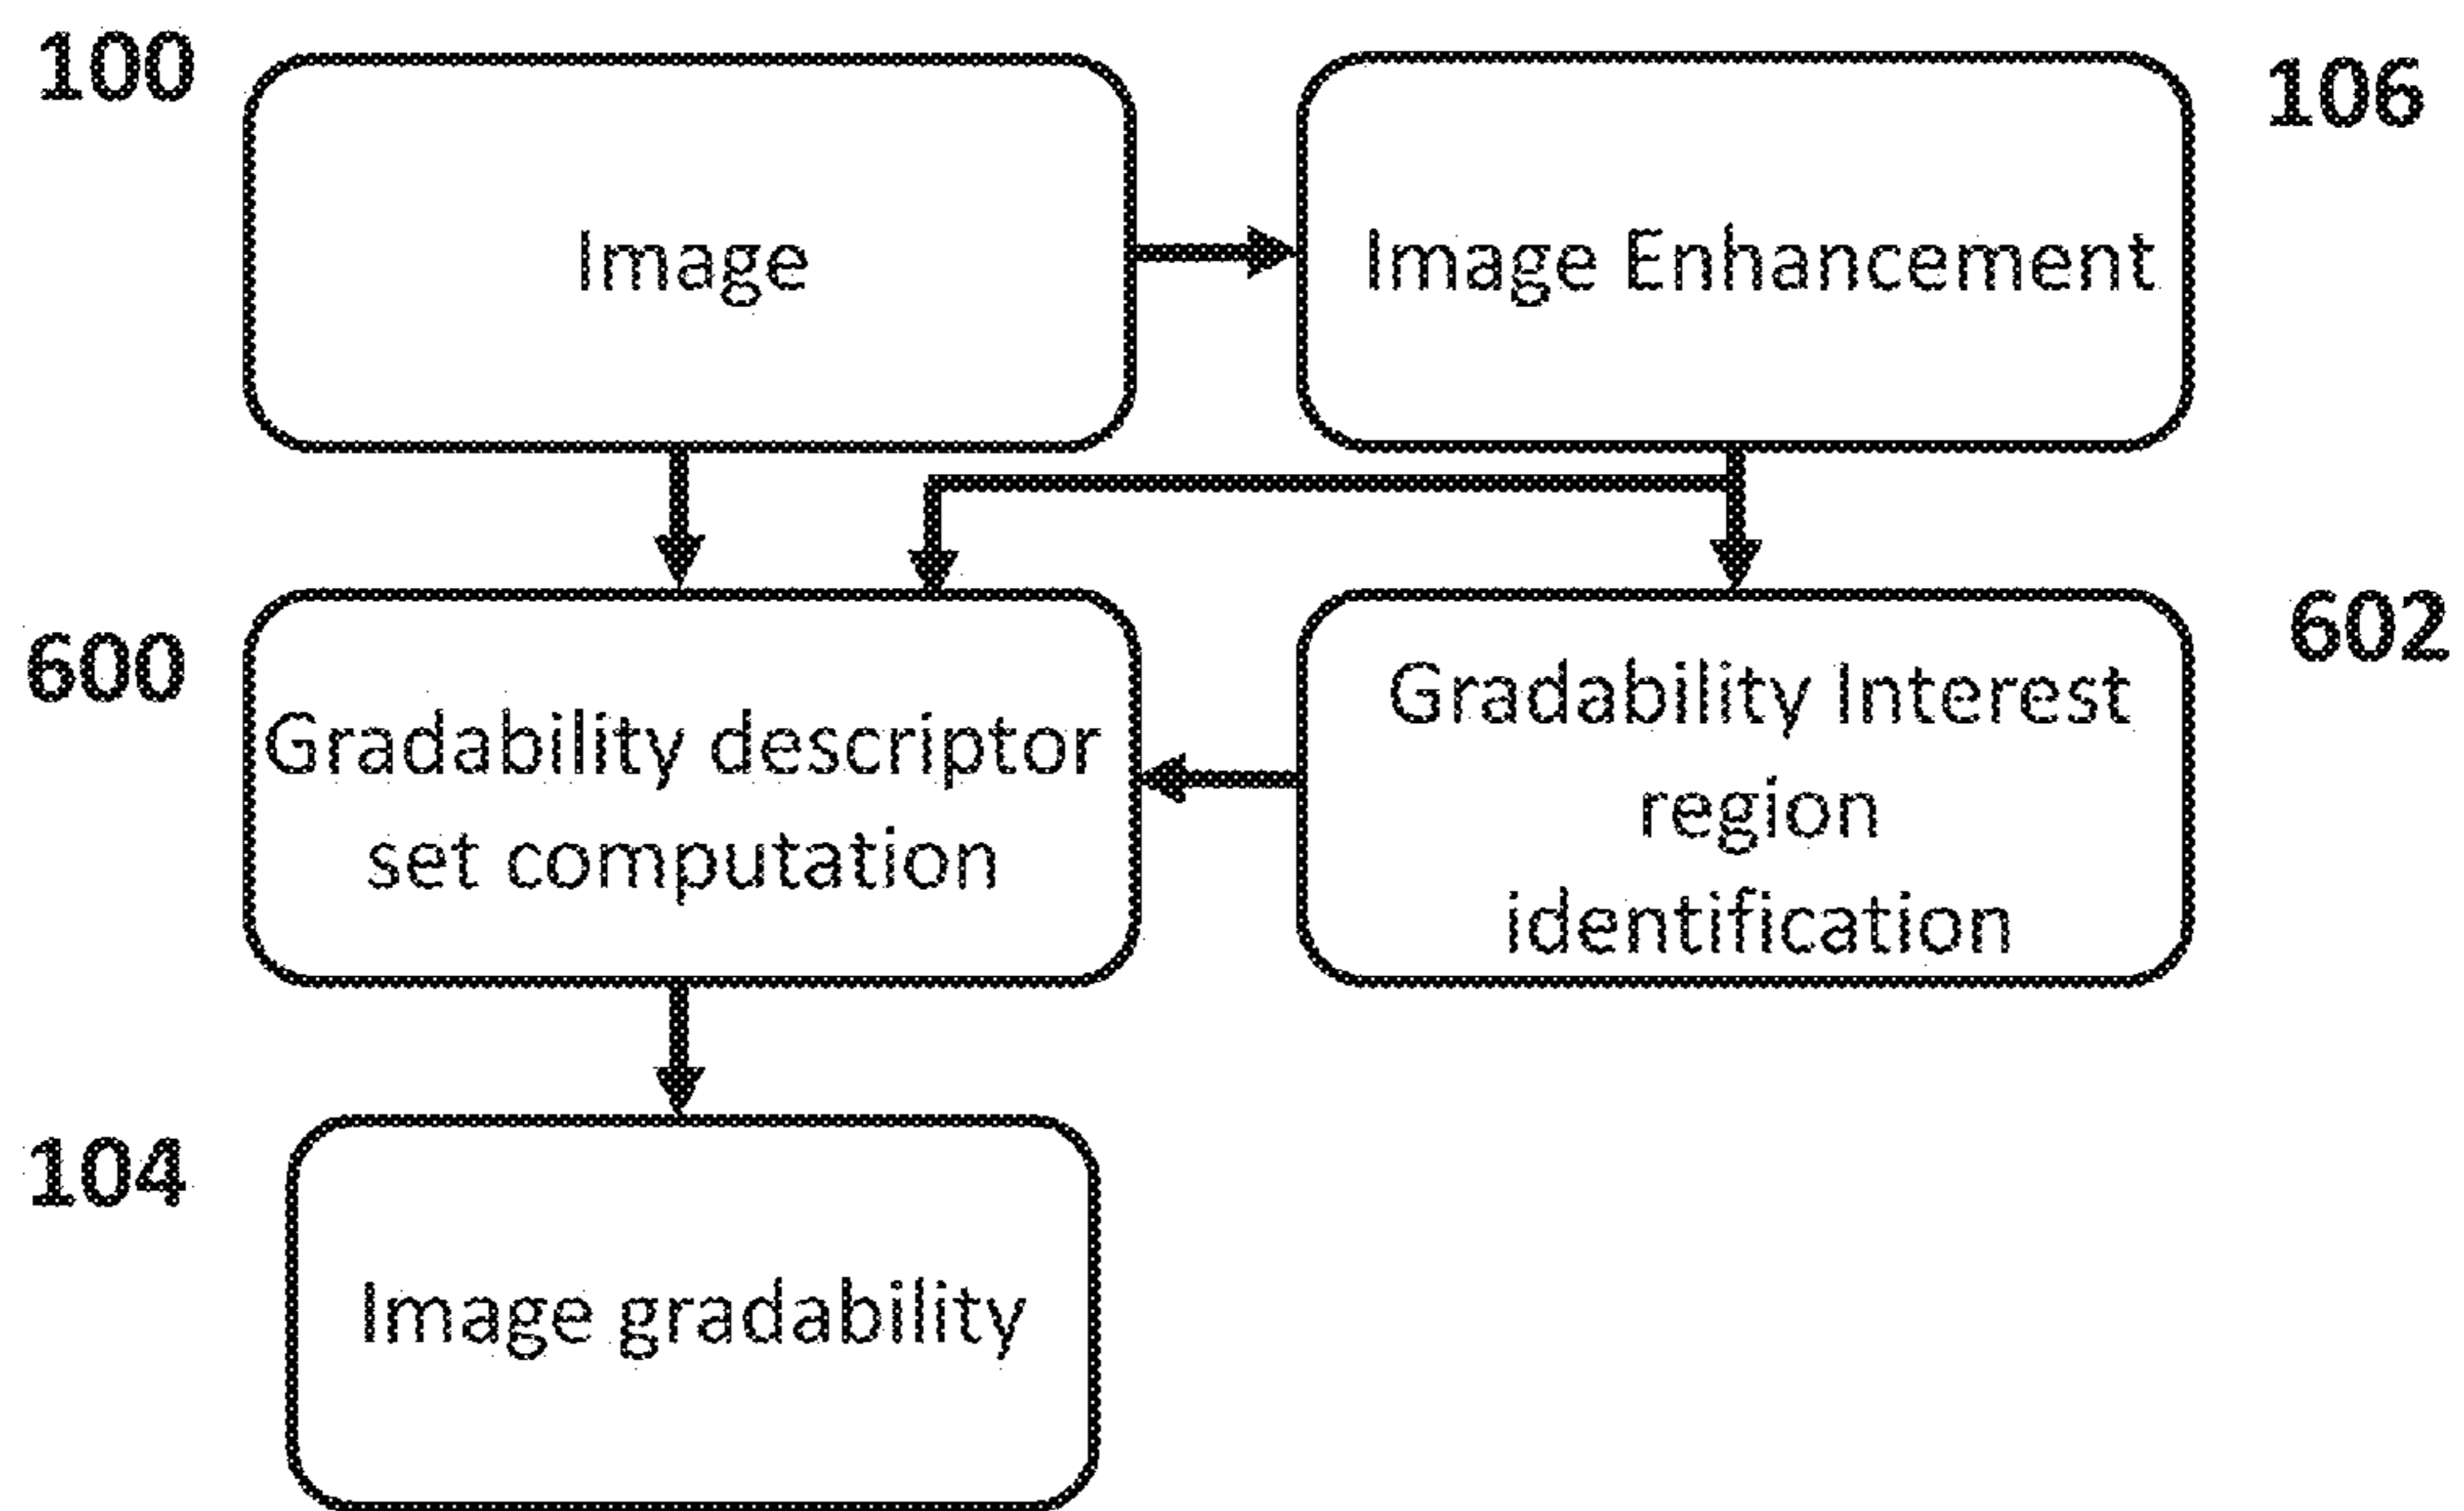 100
Image
106
Image Enhancement
600
Gradability descriptor
set computation
602
Gradability Interest
region
identification
104
Image gradability